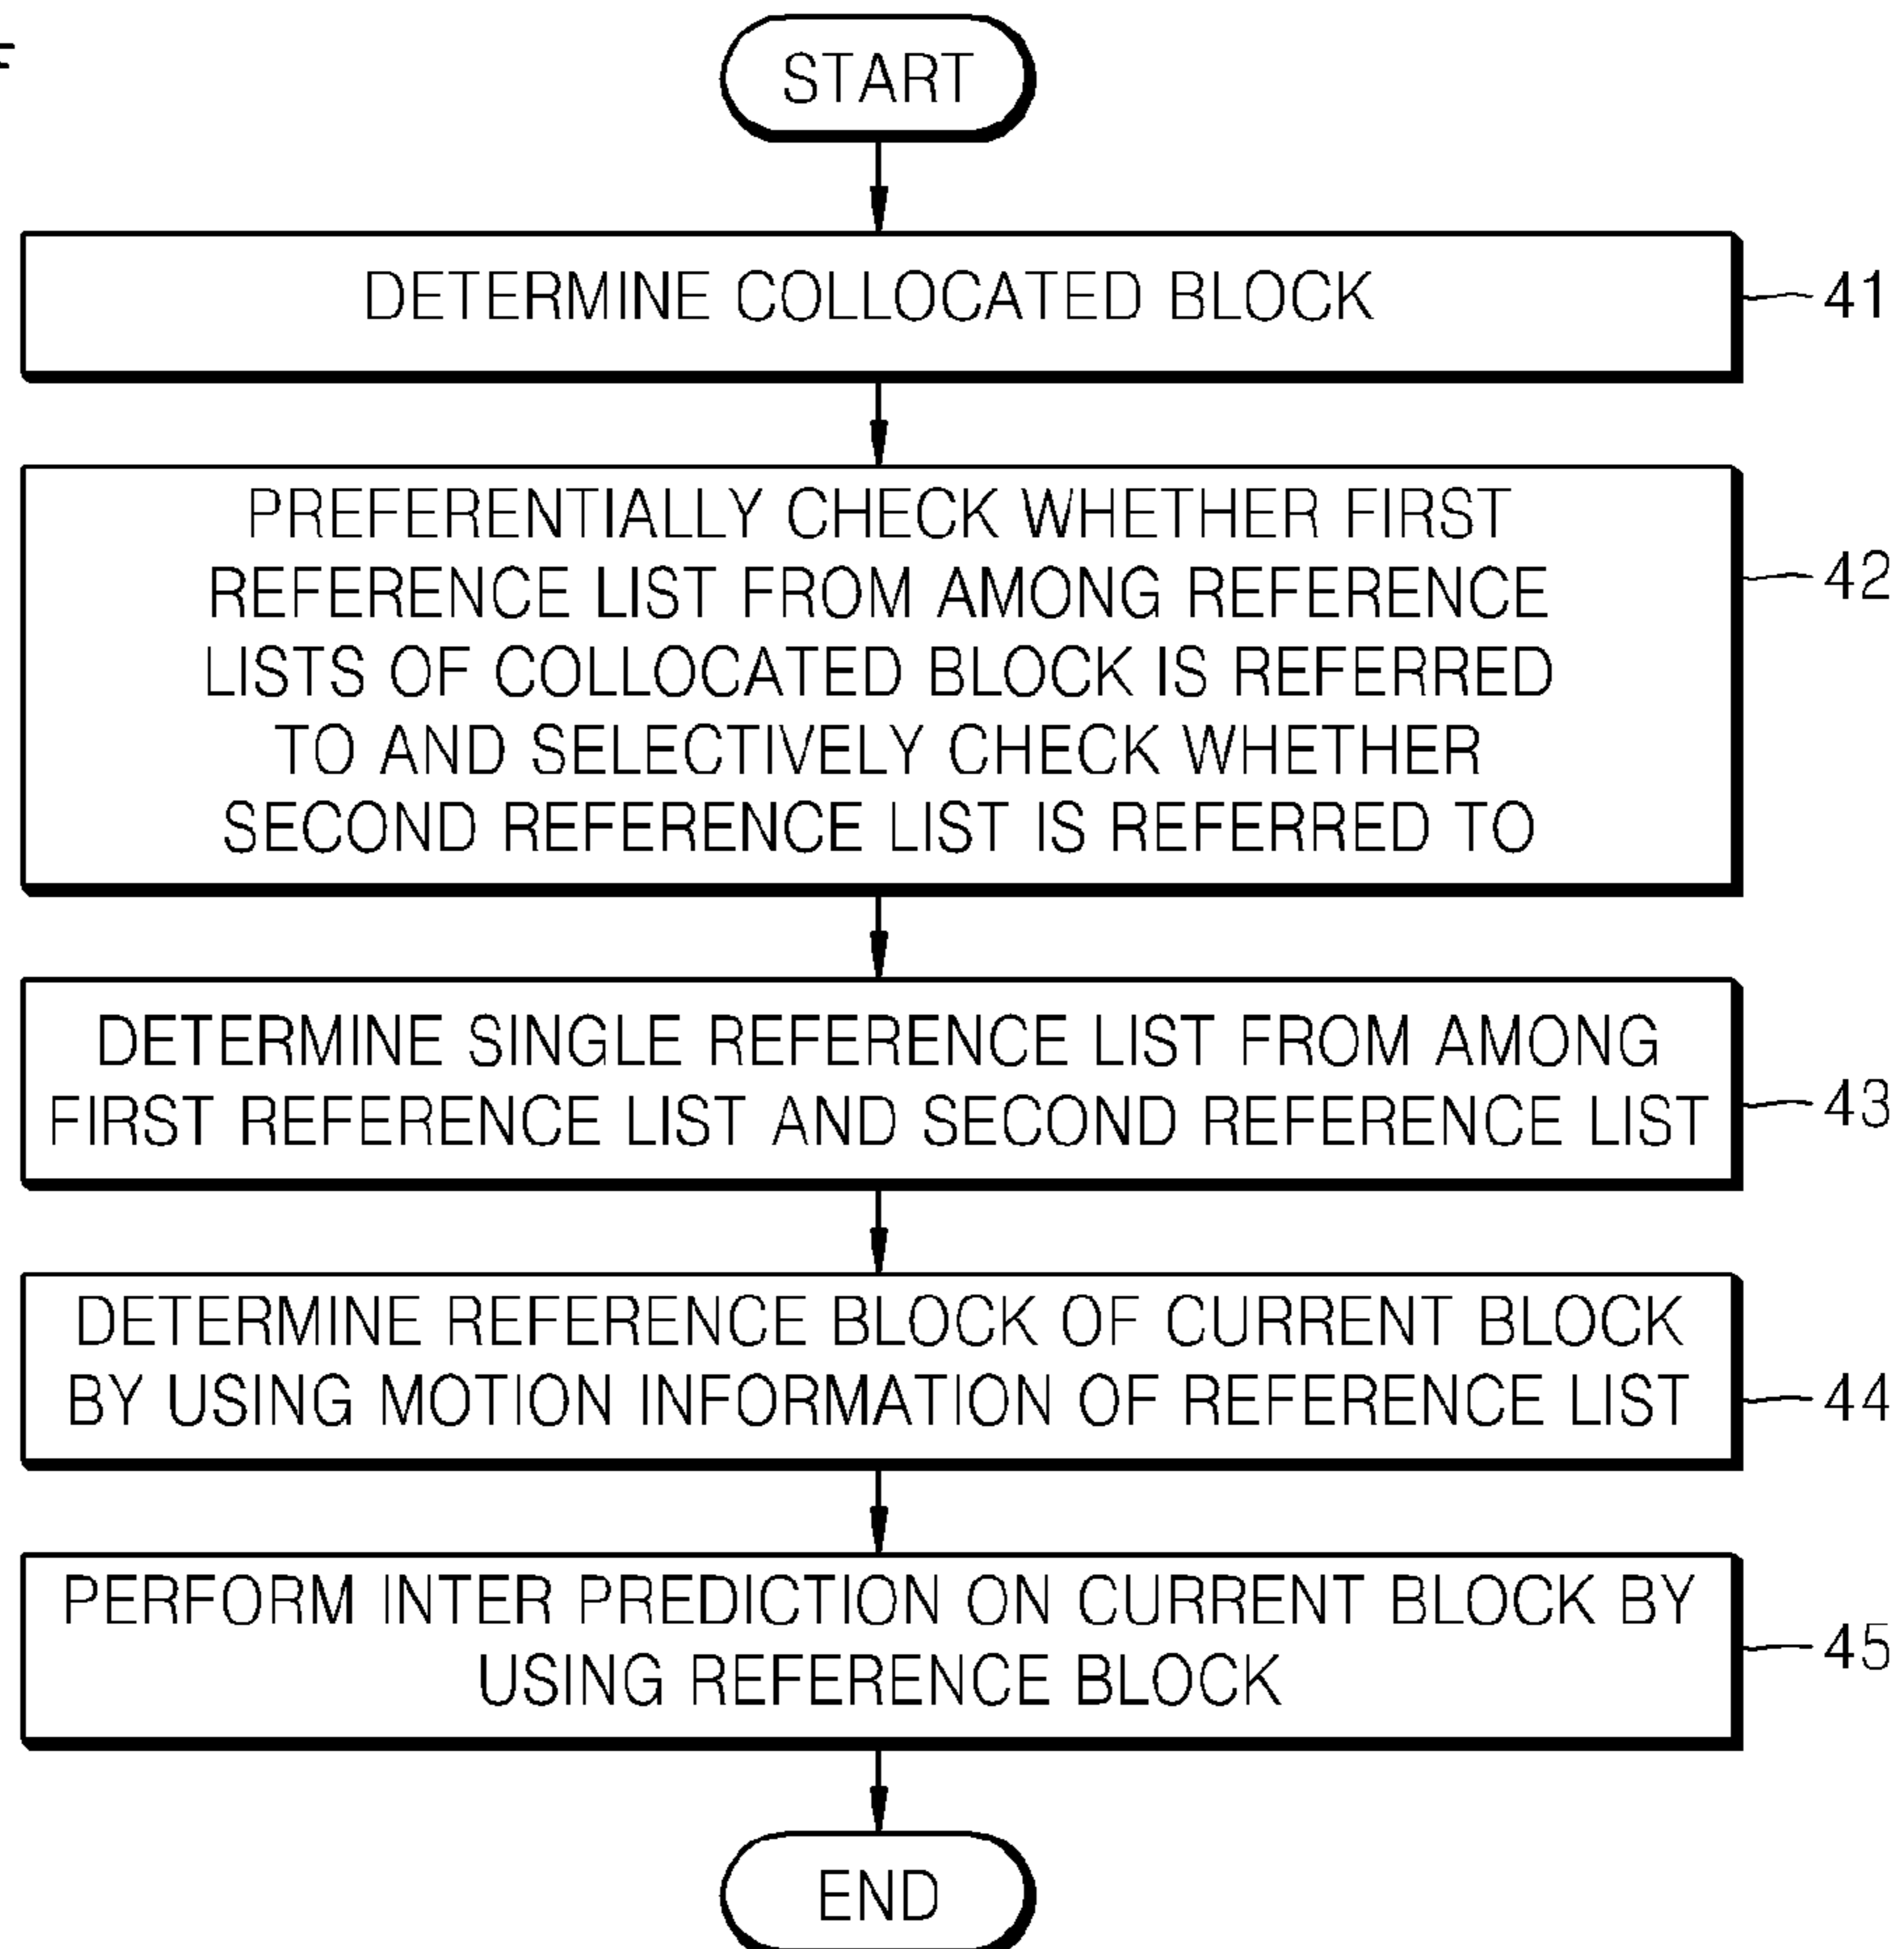 START
DETERMINE COLLOCATED BLOCK
41
PREFERENTIALLY CHECK WHETHER FIRST
REFERENCE LIST FROM AMONG REFERENCE
LISTS OF COLLOCATED BLOCK IS REFERRED
TO AND SELECTIVELY CHECK WHETHER
SECOND REFERENCE LIST IS REFERRED TO
42
DETERMINE SINGLE REFERENCE LIST FROM AMONG
FIRST REFERENCE LIST AND SECOND REFERENCE LIST
43
DETERMINE REFERENCE BLOCK OF CURRENT BLOCK
BY USING MOTION INFORMATION OF REFERENCE LIST
44
PERFORM INTER PREDICTION ON CURRENT BLOCK BY
USING REFERENCE BLOCK
45
END